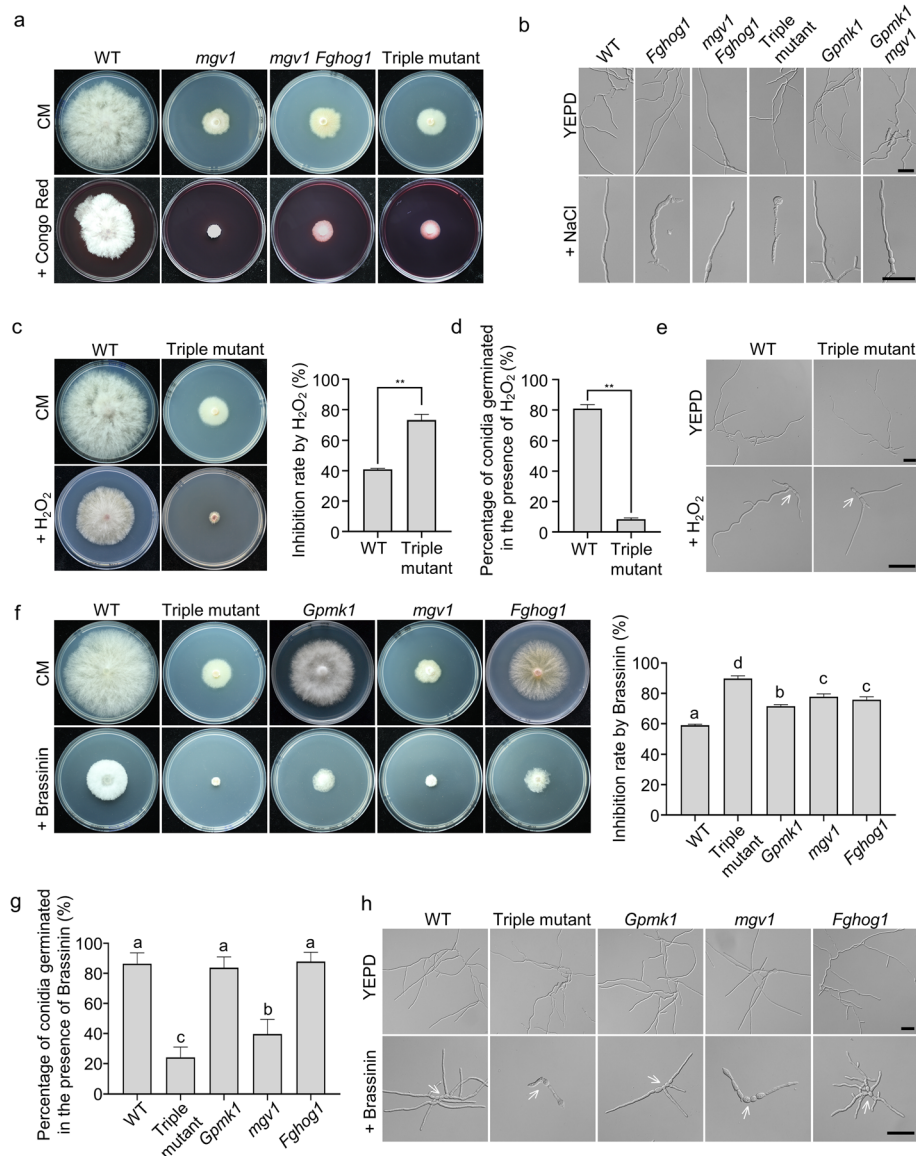 a
WT mgv1 mgv1 Fghog1 Triple mutant
CM
+ Congo Red
b
WT
Fghog1
mgv1
Fghog1
Triple
mutant
Gpmk1
Gpmk1
mgv1
YEPD
+ NaCl
c
WT Triple mutant
CM
+ H₂O₂
Inhibition rate by H₂O₂ (%)
100
80
60
40
20
0
**
WT Triple
mutant
d
Percentage of conidia germinated
in the presence of H₂O₂ (%)
100
80
60
40
20
0
**
WT Triple
mutant
e
WT Triple mutant
YEPD
+ H₂O₂
f
WT Triple mutant Gpmk1 mgv1 Fghog1
CM
+ Brassinin
Inhibition rate by Brassinin (%)
100
80
60
40
20
0
a d b c c
WT
Triple
mutant
Gpmk1
mgv1
Fghog1
g
Percentage of conidia germinated
in the presence of Brassinin (%)
100
80
60
40
20
0
a c a b a
WT
Triple
mutant
Gpmk1
mgv1
Fghog1
h
WT Triple mutant Gpmk1 mgv1 Fghog1
YEPD
+ Brassinin